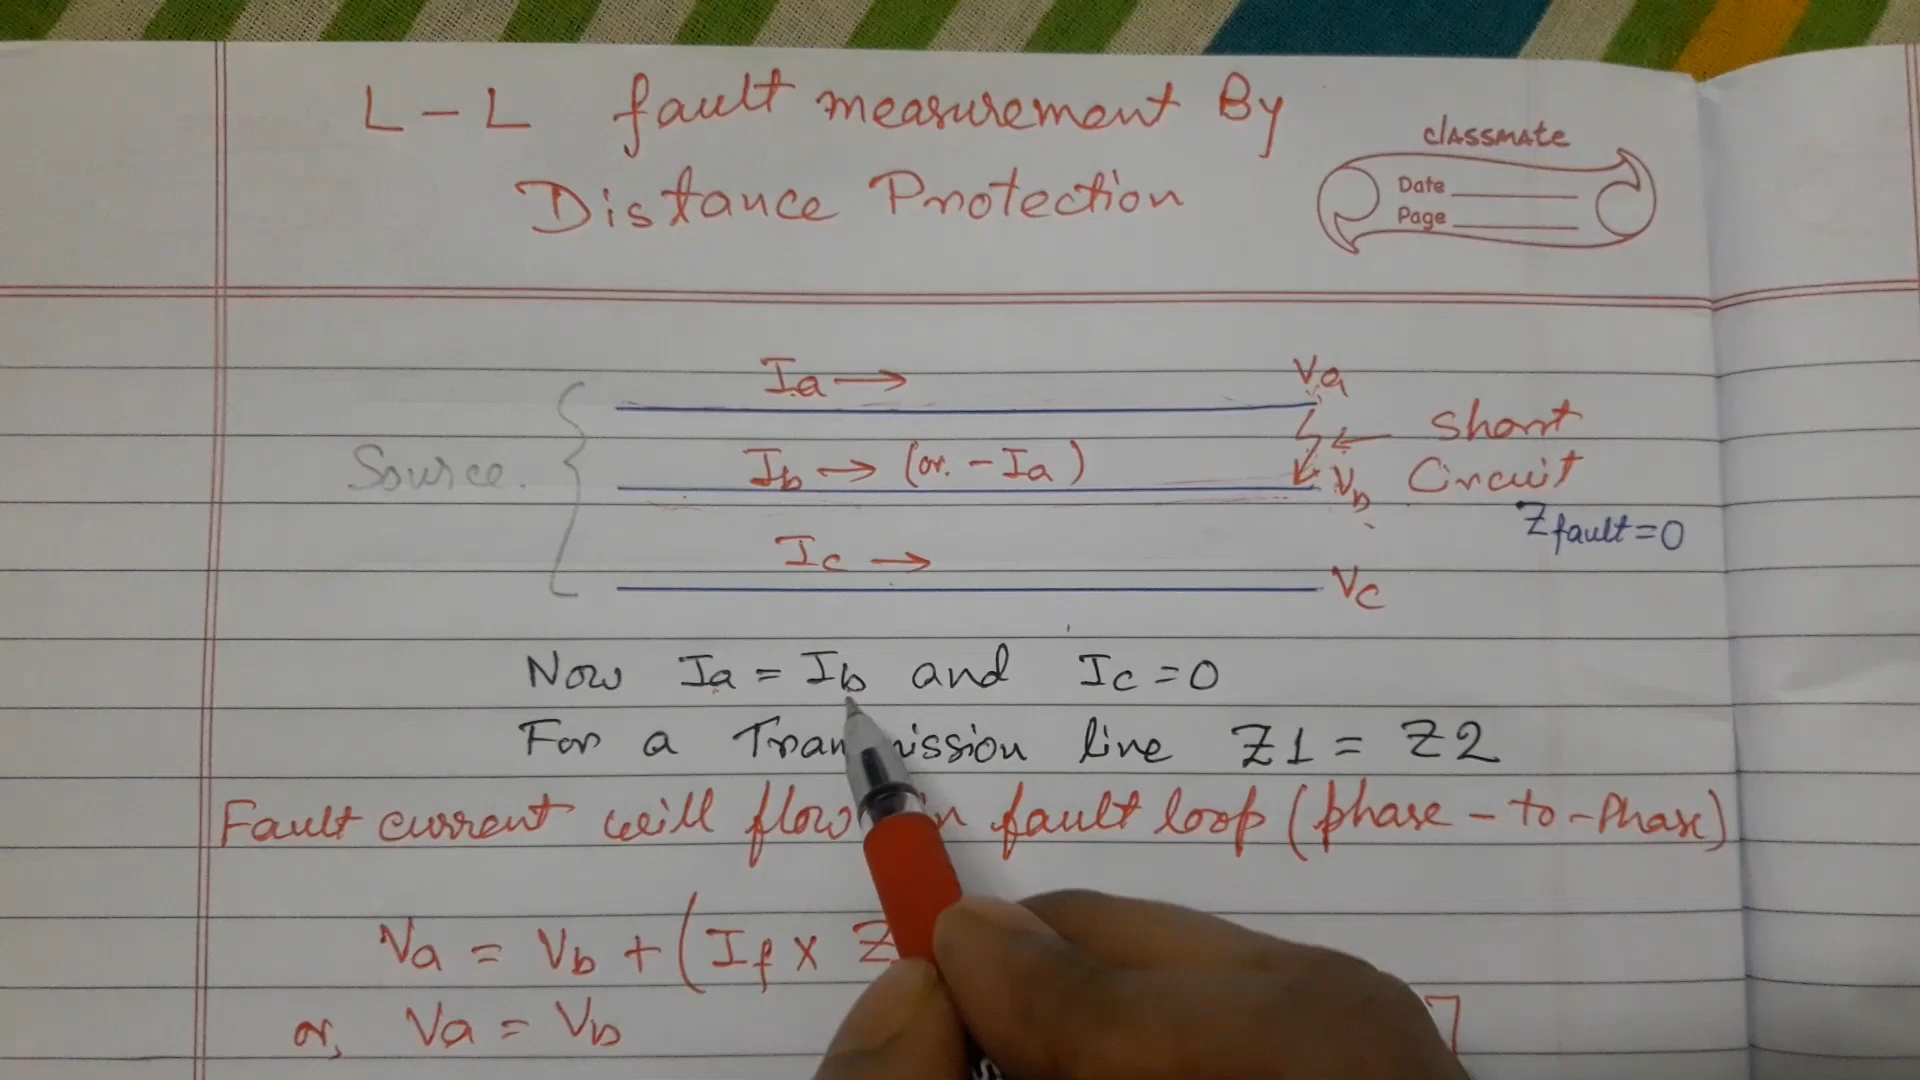 L - L fault measurement By
Distance Protection
classmate
Date
Page
Ia →
Va
Short
Circuit
Source.
Ib → (or. - Ia)
Vb
Zfault = 0
Ic →
Vc
Now Ia = Ib and Ic = 0
For a line Z1 = Z2
Fault current will flow fault loop (phase - to - Phase)
Va = Vb + (If x Z
or, Va = Vb